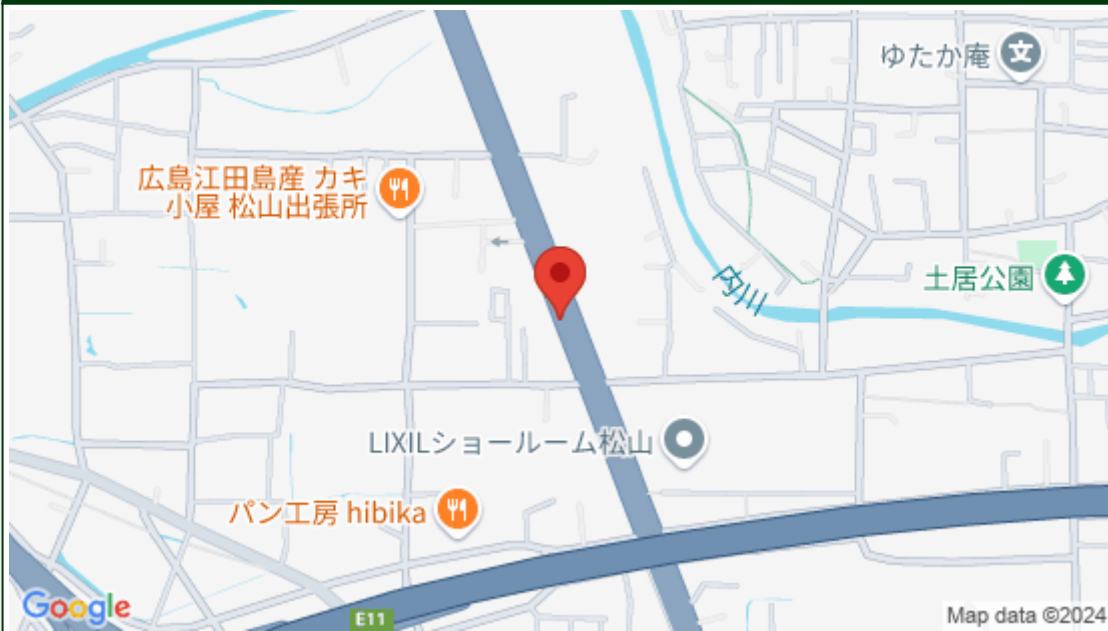 ゆたか庵
広島江田島産 カキ
小屋 松山出張所
内川
土居公園
LIXILショールーム松山
パン工房 hibika
Google
E11
Map data ©2024